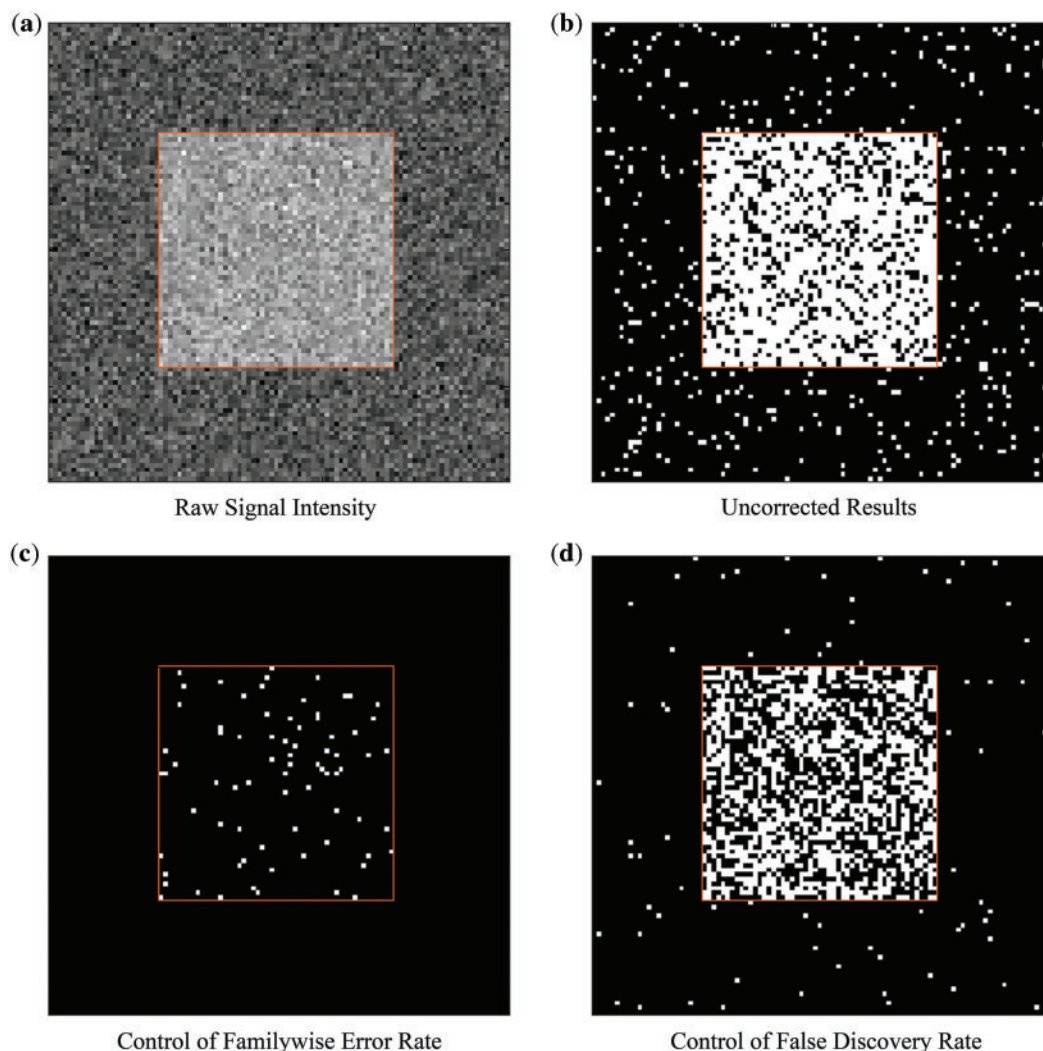 (a)
(b)
Raw Signal Intensity
Uncorrected Results
(c)
(d)
Control of Familywise Error Rate
Control of False Discovery Rate